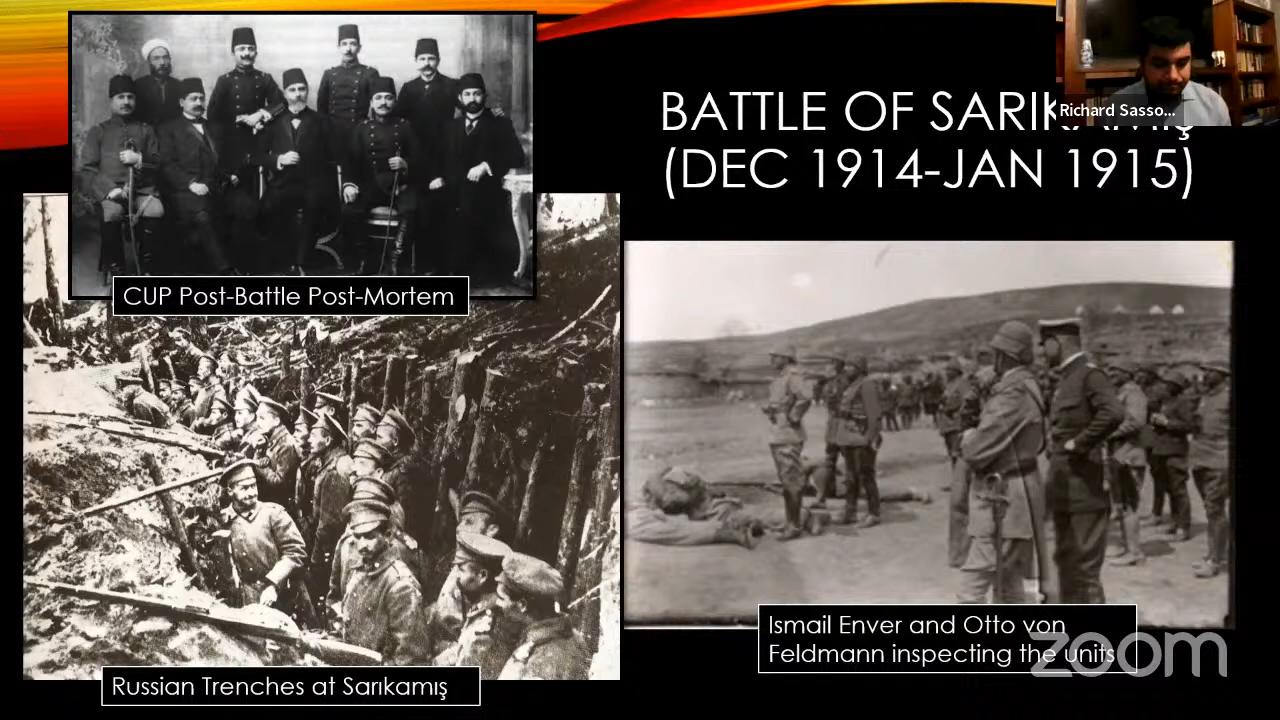 BATTLE OF SARIKAMIŞ
(DEC 1914-JAN 1915)
Richard Sasso...
CUP Post-Battle Post-Mortem
Russian Trenches at Sarıkamış
Ismail Enver and Otto von
Feldmann inspecting the units
zoom